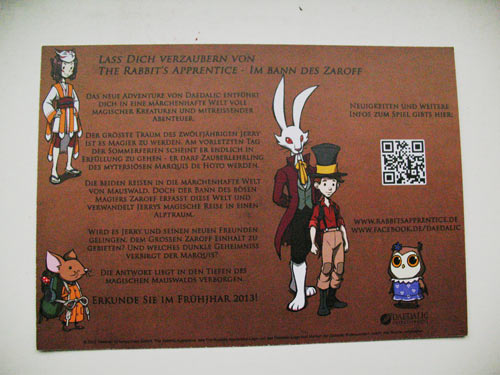 Lass Dich verzaubern von
The Rabbit's Apprentice - Im Bann des Zaroff
Das neue Adventure von Daedalic entführt
dich in eine märchenhafte Welt voll
magischer Kreaturen und mitreissender
Abenteuer.
Der grösste Traum des zwölfjährigen Jerry
ist es Magier zu werden. Am vorletzten Tag
der Sommerferien scheint er endlich in
Erfüllung zu gehen - er darf Zauberlehrling
des mysteriösen Marquis de Hoto werden.
Die beiden reisen in die märchenhafte Welt
von Mauswald. Doch der Bann des bösen
Magiers Zaroff erfasst diese Welt und
verwandelt Jerrys magische Reise in einen
Alptraum.
Wird es Jerry und seinen neuen Freunden
gelingen, dem grossen Zaroff Einhalt zu
gebieten? Und welches dunkle Geheimniss
verbirgt der Marquis?
Die Antwort liegt in den Tiefen des
magischen Mauswalds verborgen.
Erkunde sie im Frühjhar 2013!
Neuigkeiten und weitere
Infos zum Spiel gibts hier:
www.rabbitsapprentice.de
www.facebook.de/daedalic
Daedalic